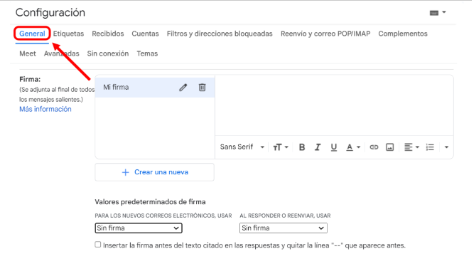 Configuración
General Etiquetas Recibidos Cuentas Filtros y direcciones bloqueadas Reenvío y correo POP/IMAP Complementos
Meet Avanzadas Sin conexión Temas
Firma:
(Se adjunta al final de todos
los mensajes salientes.)
Más información
Mi firma
Sans Serif
+ Crear una nueva
Valores predeterminados de firma
PARA LOS NUEVOS CORREOS ELECTRÓNICOS, USAR AL RESPONDER O REENVIAR, USAR
Sin firma Sin firma
Insertar la firma antes del texto citado en las respuestas y quitar la línea "--" que aparece antes.